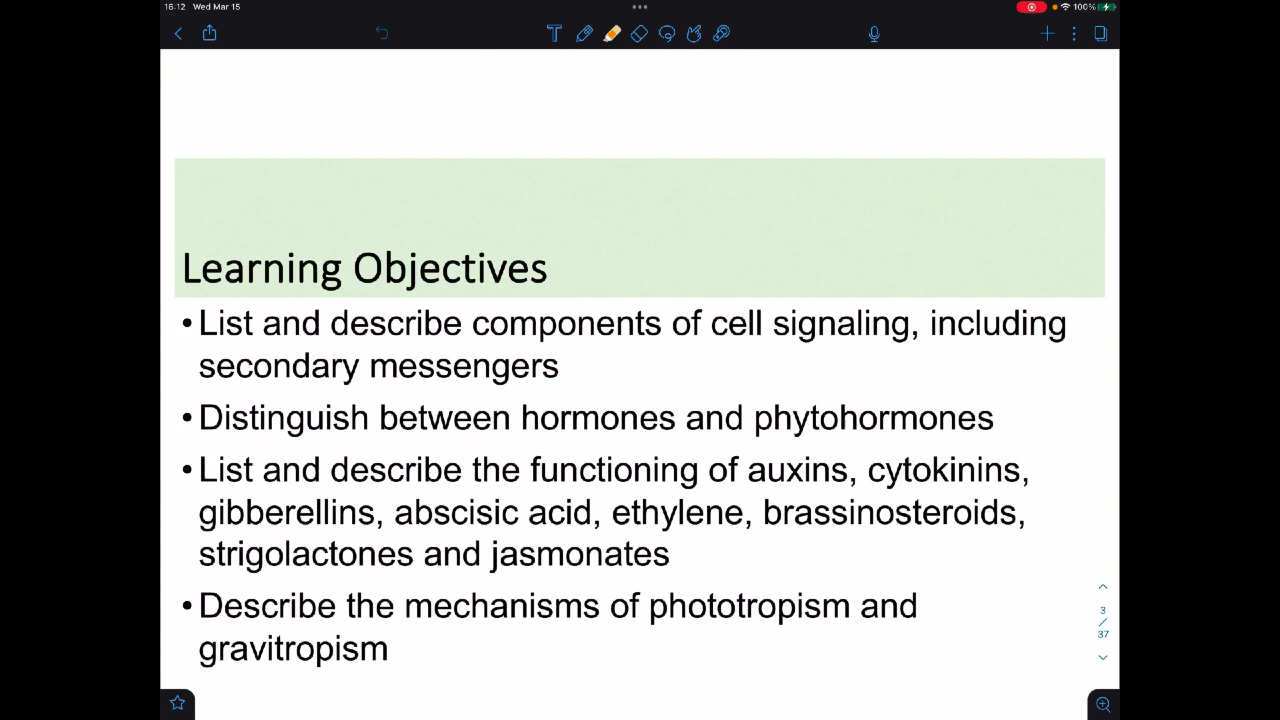 16:12 Wed Mar 15
100%
T
Learning Objectives
• List and describe components of cell signaling, including
secondary messengers
• Distinguish between hormones and phytohormones
• List and describe the functioning of auxins, cytokinins,
gibberellins, abscisic acid, ethylene, brassinosteroids,
strigolactones and jasmonates
• Describe the mechanisms of phototropism and
gravitropism
3
/
37